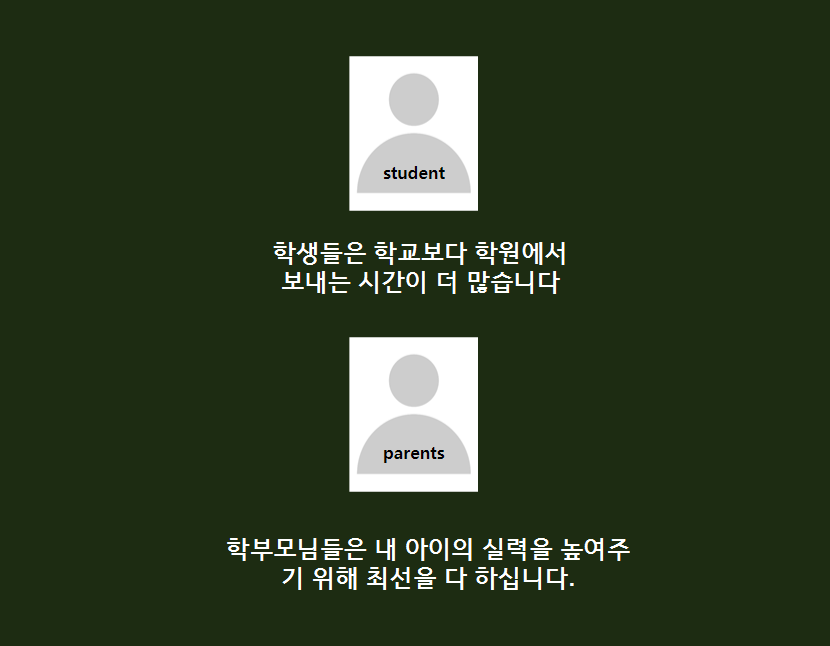 student
학생들은 학교보다 학원에서
보내는 시간이 더 많습니다
parents
학부모님들은 내 아이의 실력을 높여주
기 위해 최선을 다 하십니다.